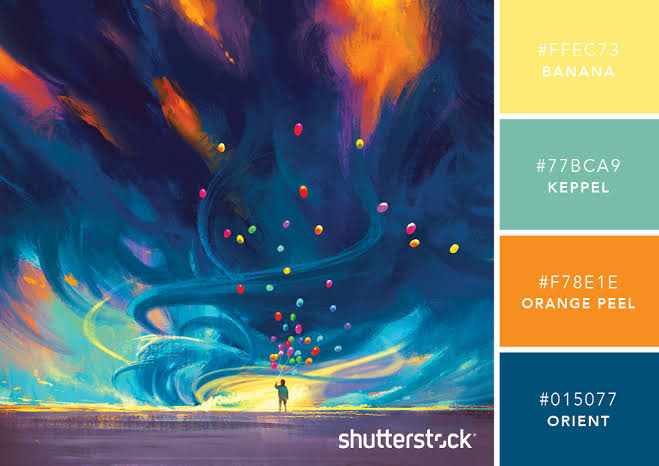 #FFEC73
BANANA
#77BCA9
KEPPEL
#F78E1E
ORANGE PEEL
#015077
ORIENT
shutterstock